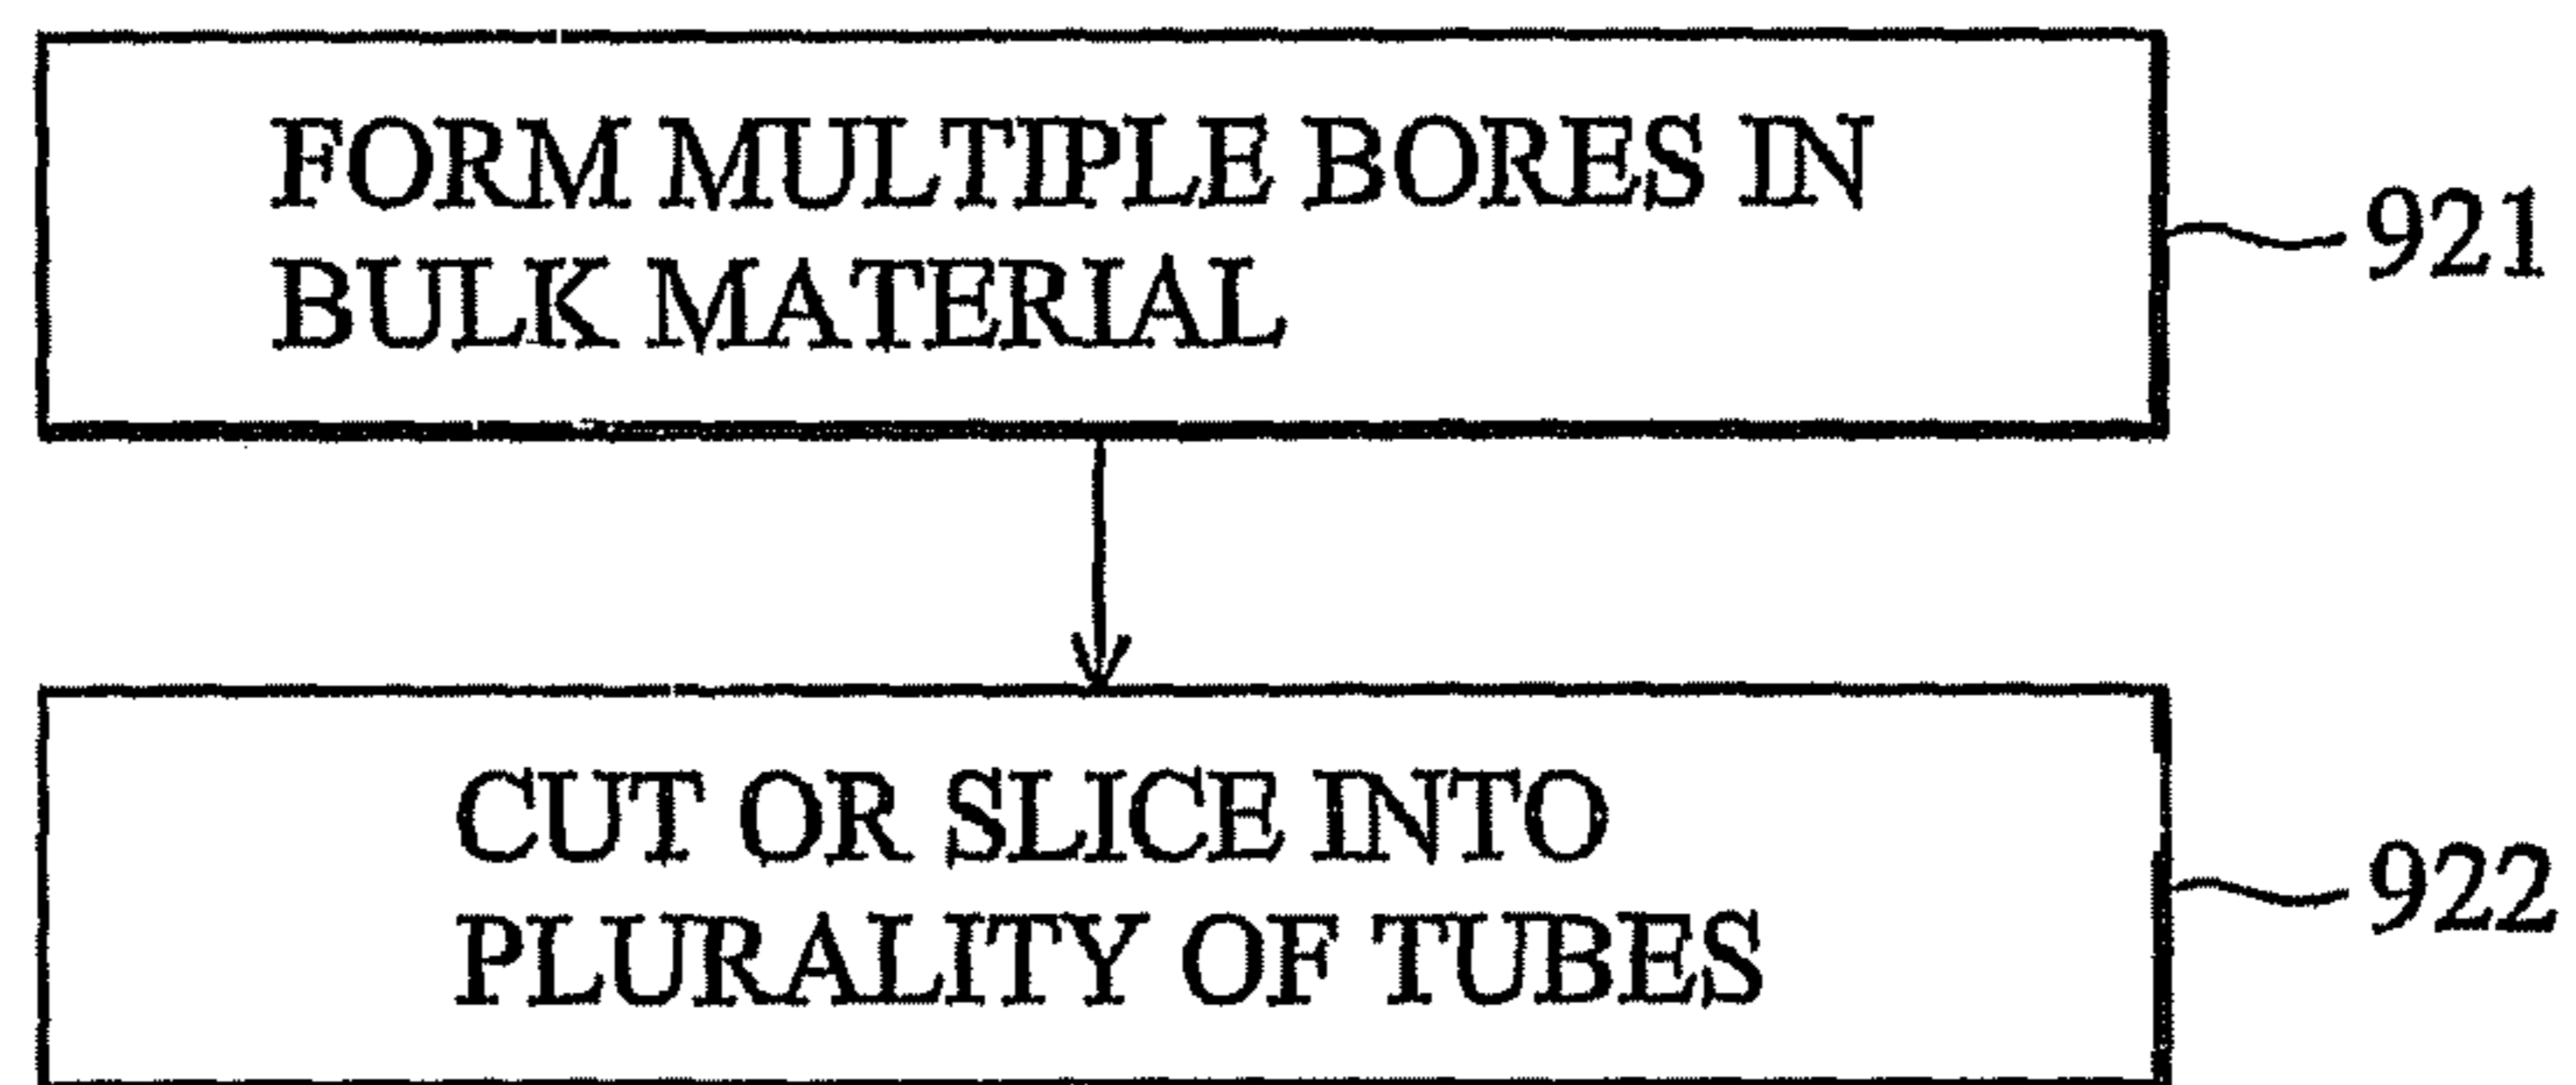 FORM MULTIPLE BORES IN
BULK MATERIAL
921
CUT OR SLICE INTO
PLURALITY OF TUBES
922